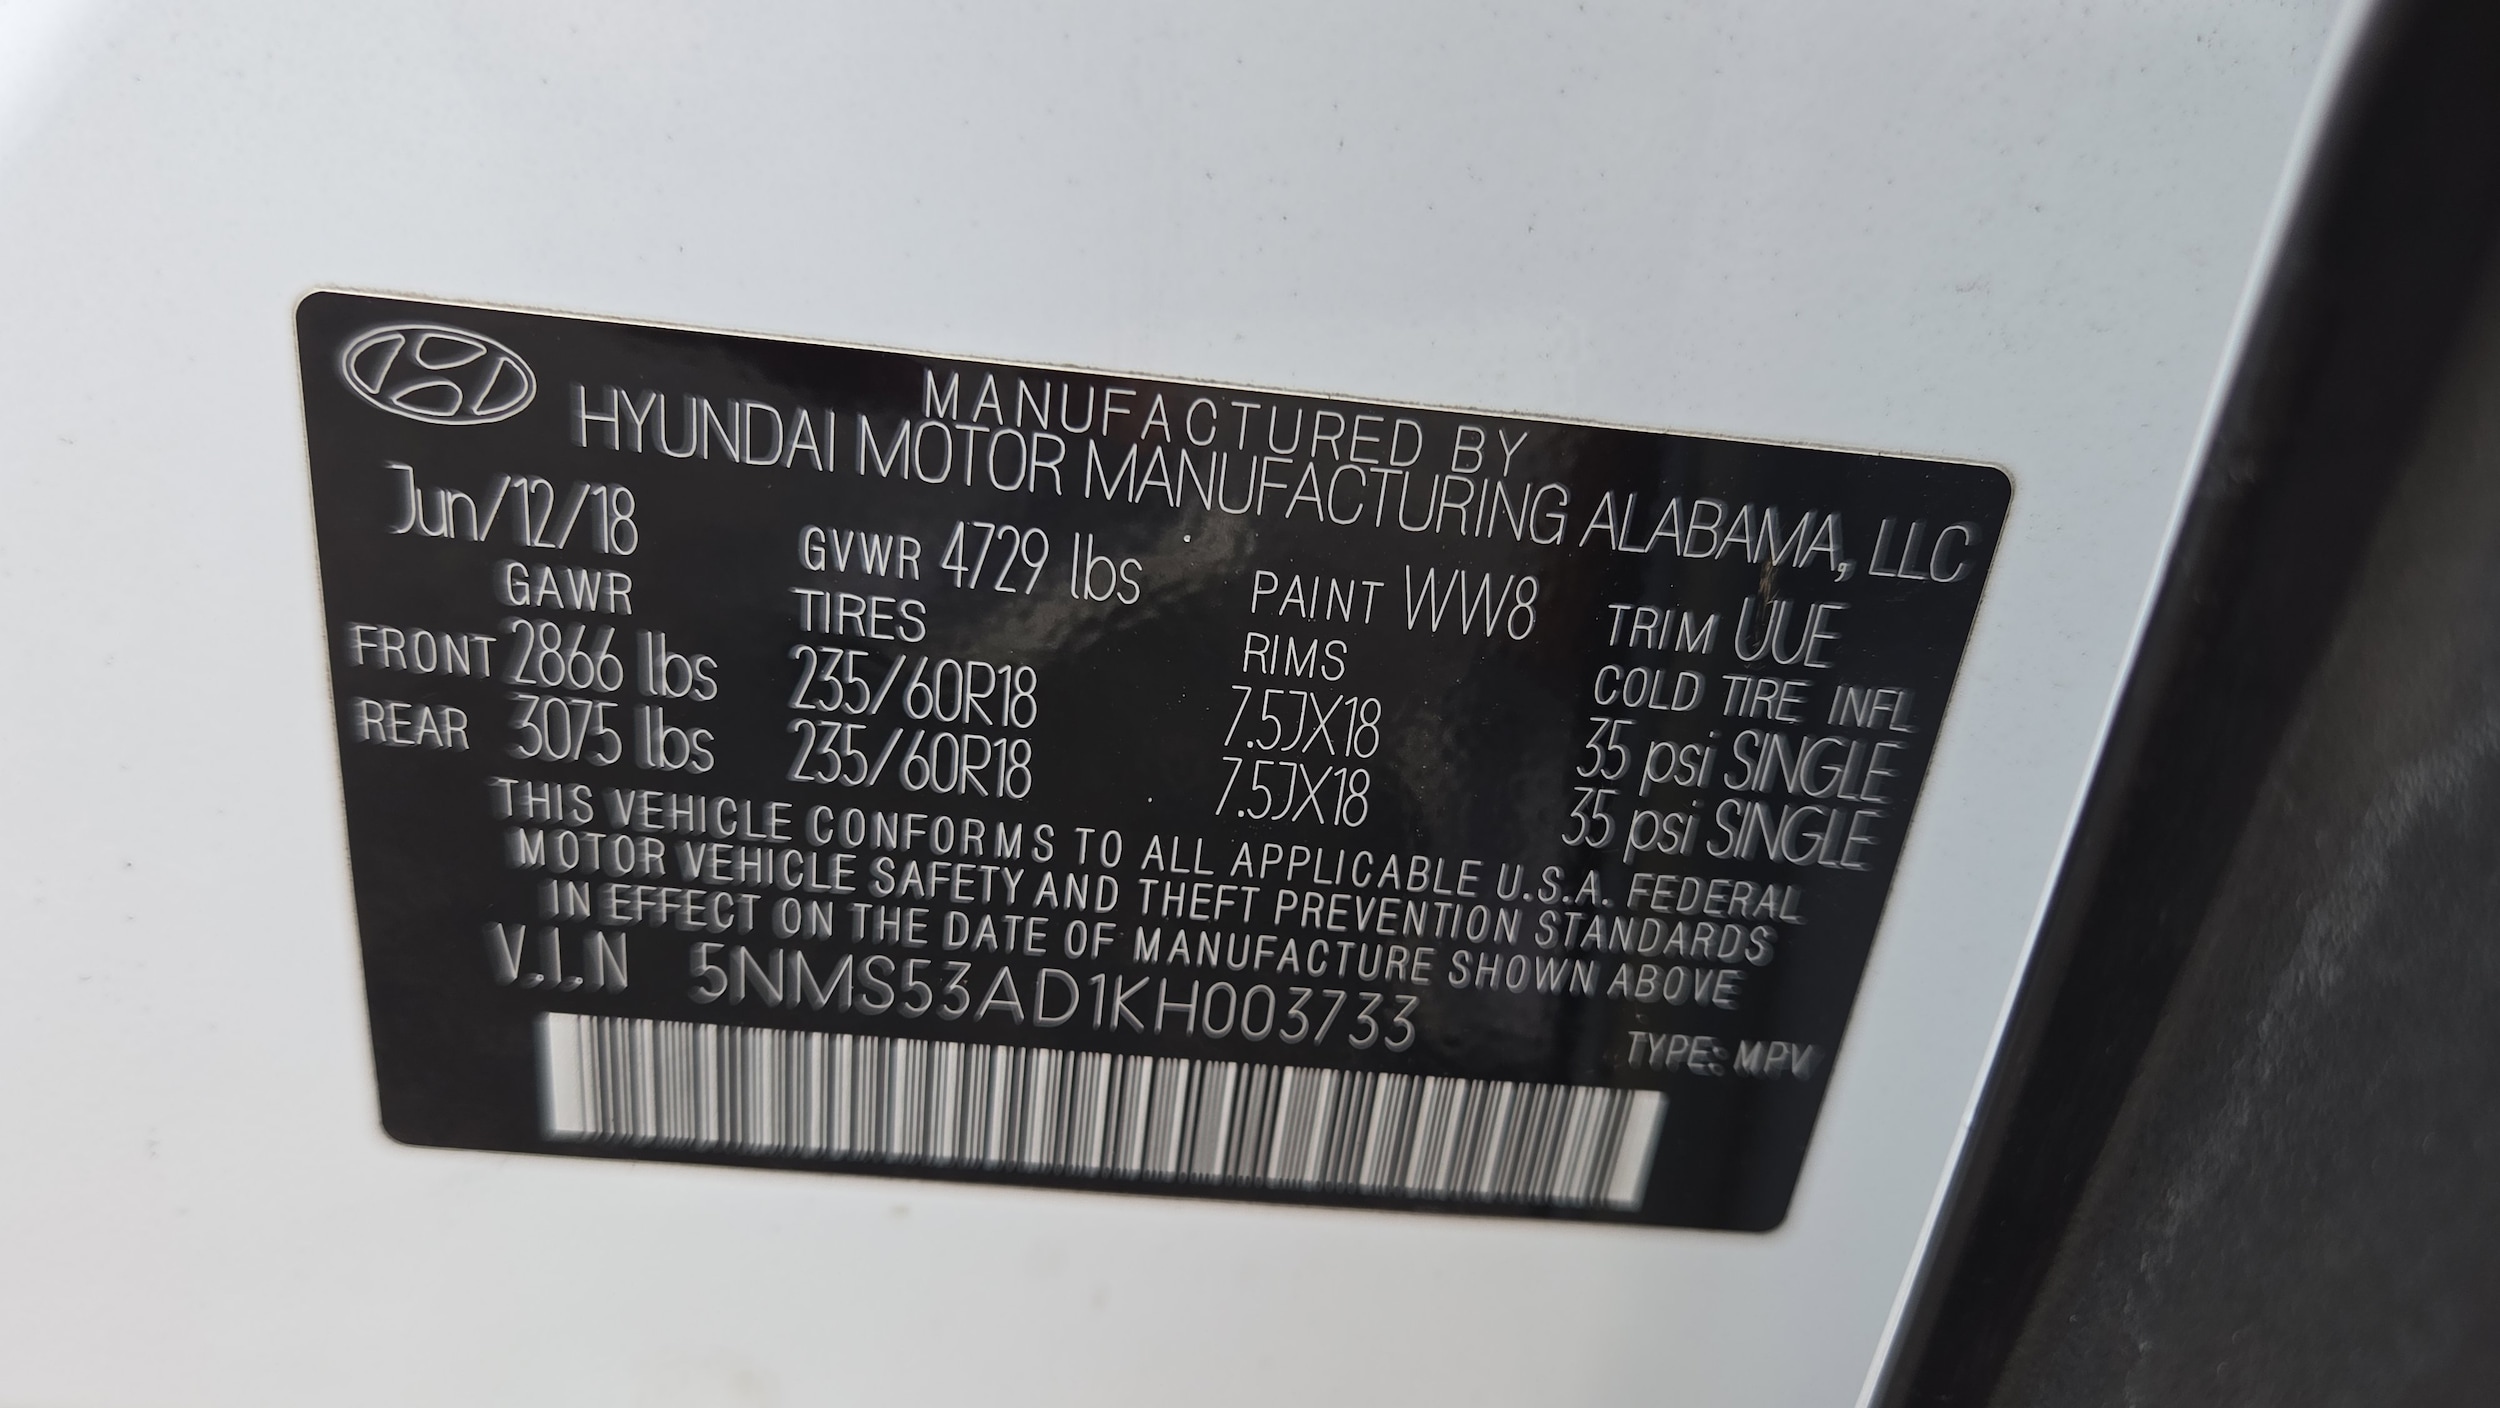 MANUFACTURED BY
HYUNDAI MOTOR MANUFACTURING ALABAMA, LLC
Jun/12/18 GVWR 4729 lbs PAINT WW8 TRIM UUE
GAWR TIRES RIMS COLD TIRE INFL
FRONT 2866 lbs 235/60R18 7.5JX18 35 psi SINGLE
REAR 3075 lbs 235/60R18 7.5JX18 35 psi SINGLE
THIS VEHICLE CONFORMS TO ALL APPLICABLE U.S.A. FEDERAL
MOTOR VEHICLE SAFETY AND THEFT PREVENTION STANDARDS
IN EFFECT ON THE DATE OF MANUFACTURE SHOWN ABOVE
V.I.N 5NMS53AD1KH003733
TYPE: MPV